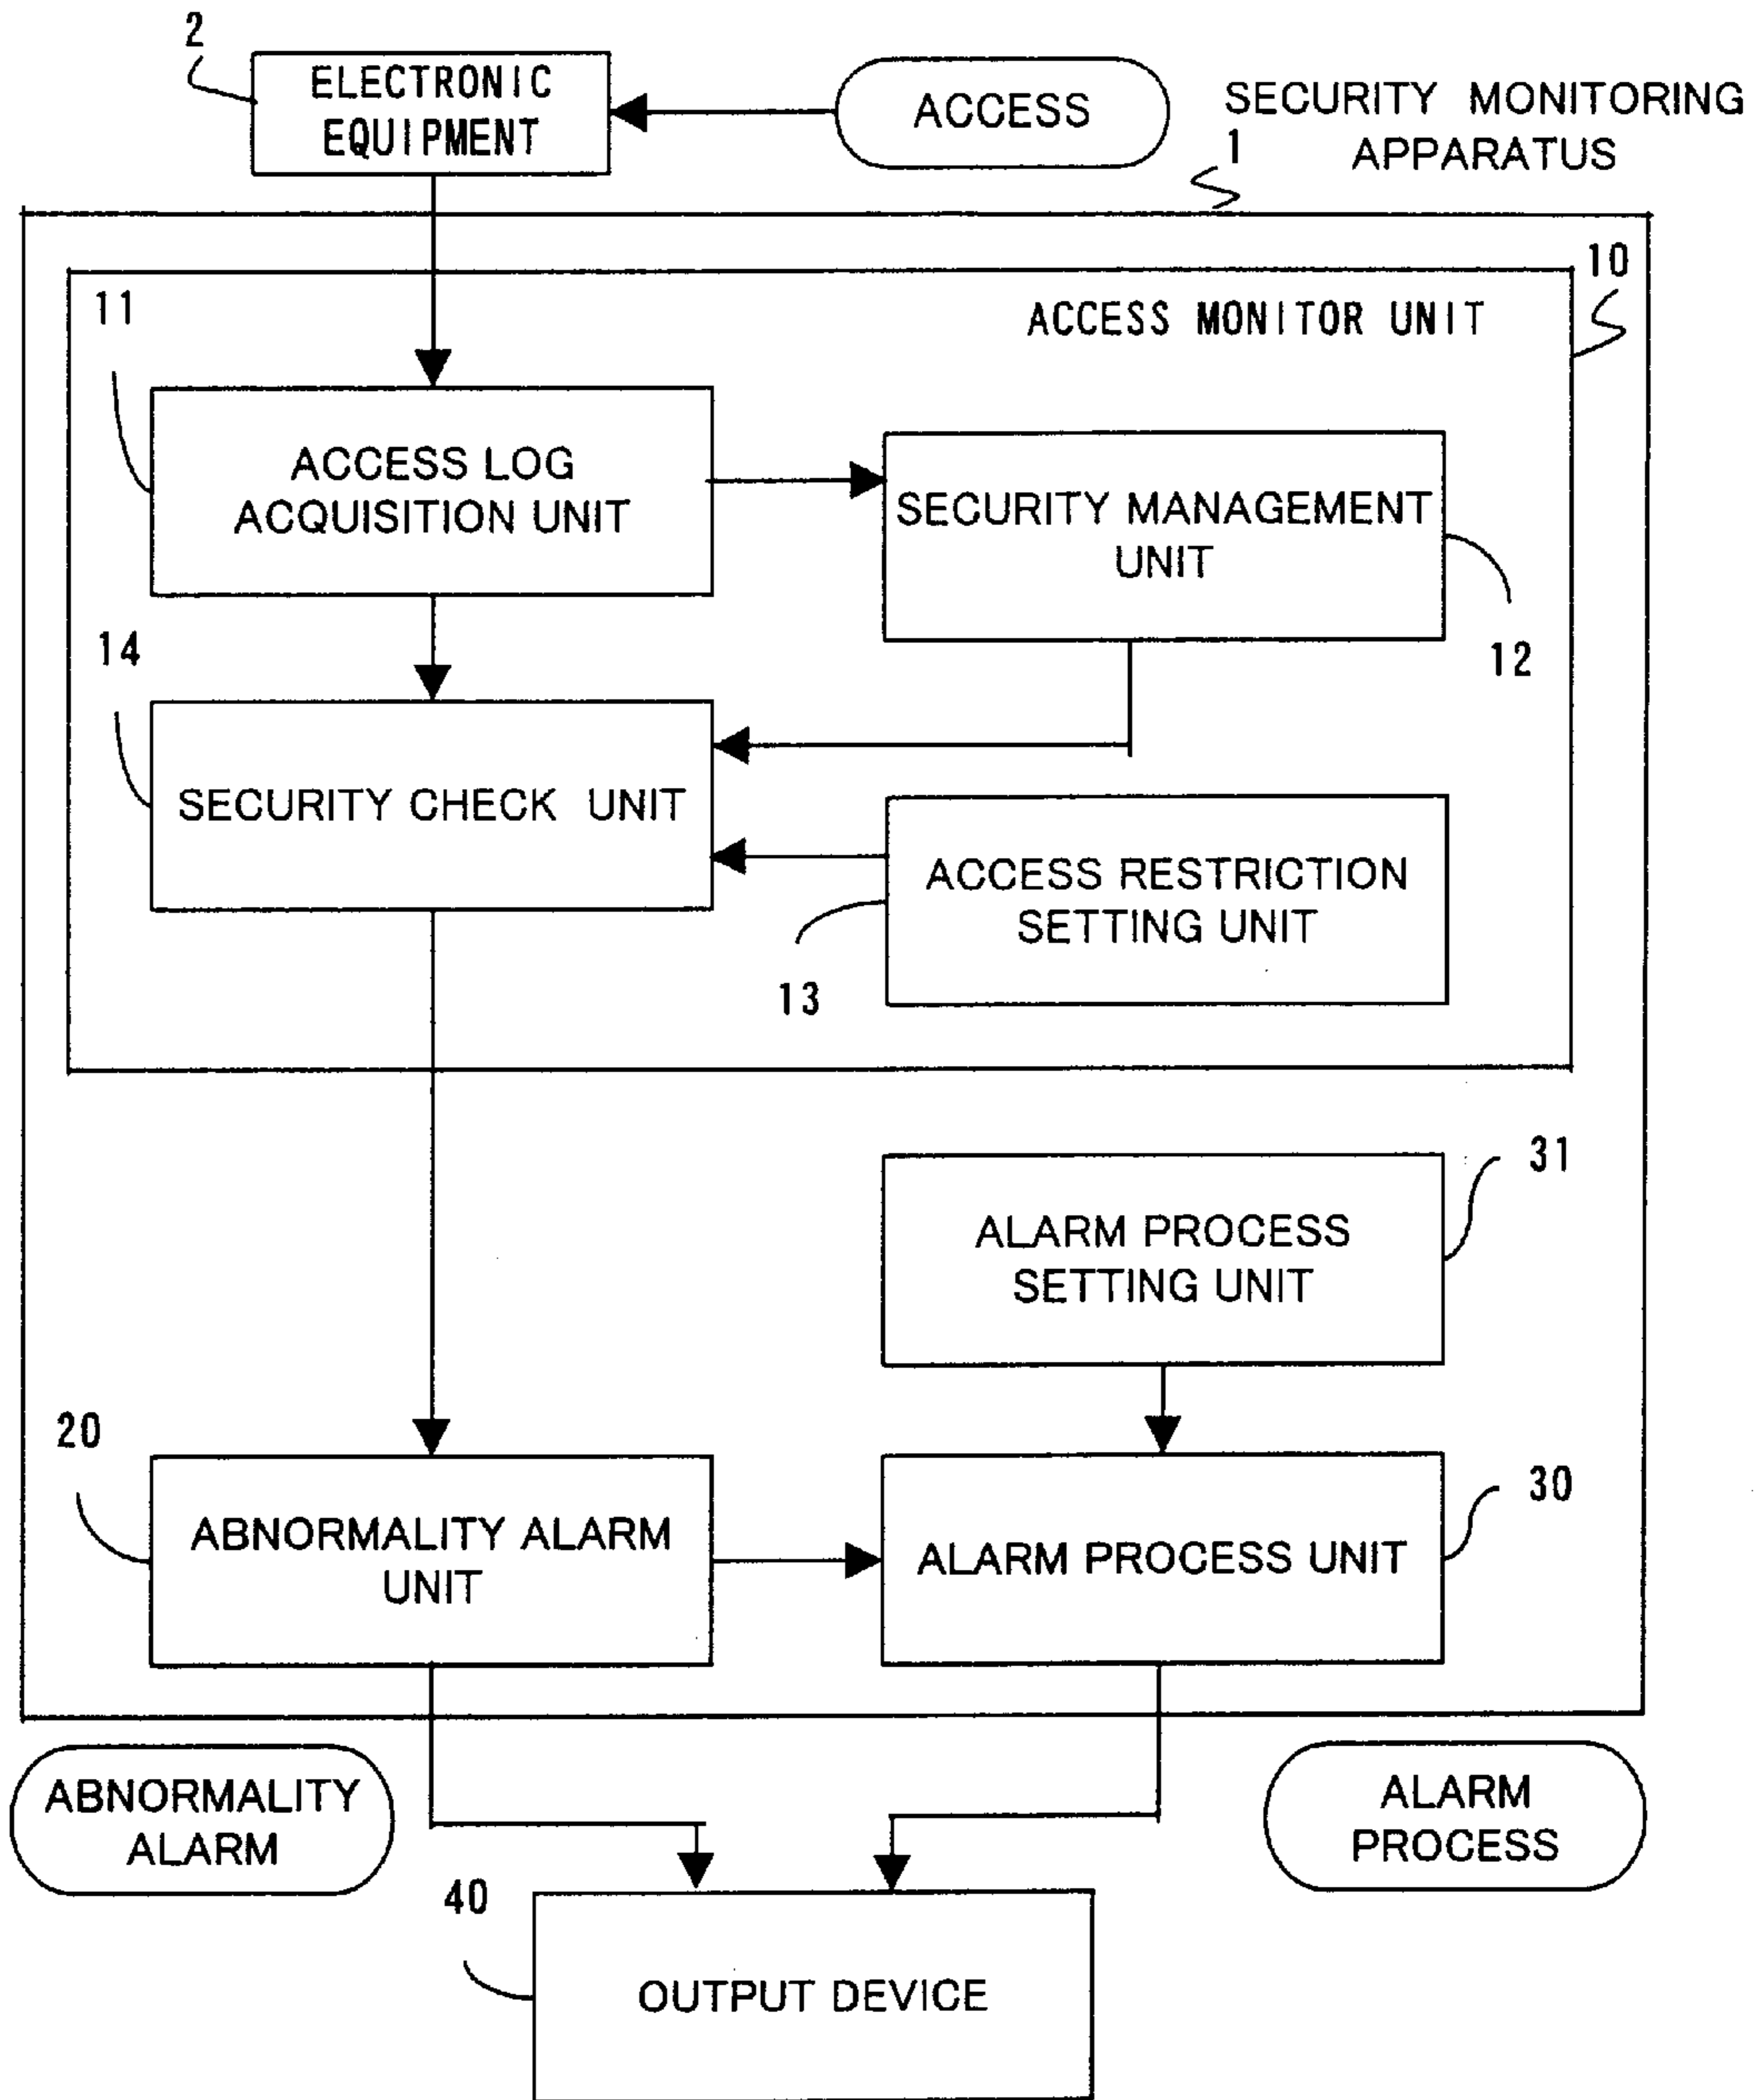 2
ELECTRONIC
EQUIPMENT
ACCESS
SECURITY MONITORING
APPARATUS
1
10
ACCESS MONITOR UNIT
11
ACCESS LOG
ACQUISITION UNIT
SECURITY MANAGEMENT
UNIT
12
14
SECURITY CHECK UNIT
ACCESS RESTRICTION
SETTING UNIT
13
31
ALARM PROCESS
SETTING UNIT
20
ABNORMALITY ALARM
UNIT
30
ALARM PROCESS UNIT
ABNORMALITY
ALARM
ALARM
PROCESS
40
OUTPUT DEVICE